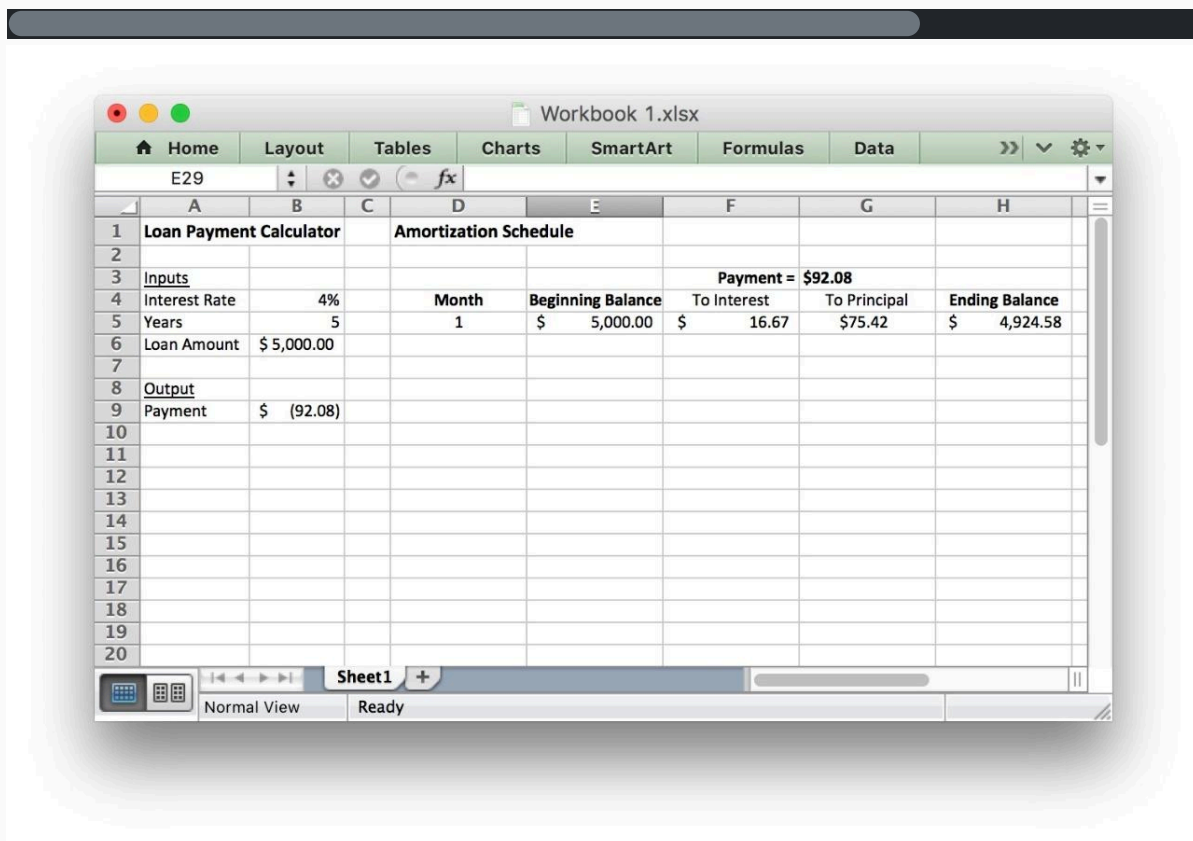 Workbook 1.xlsx
Home Layout Tables Charts SmartArt Formulas Data
E29 fx
A B C D E F G H
1 Loan Payment Calculator Amortization Schedule
2
3 Inputs Payment = $92.08
4 Interest Rate 4% Month Beginning Balance To Interest To Principal Ending Balance
5 Years 5 1 $ 5,000.00 $ 16.67 $75.42 $ 4,924.58
6 Loan Amount $ 5,000.00
7
8 Output
9 Payment $ (92.08)
10
11
12
13
14
15
16
17
18
19
20
Sheet1 +
Normal View Ready